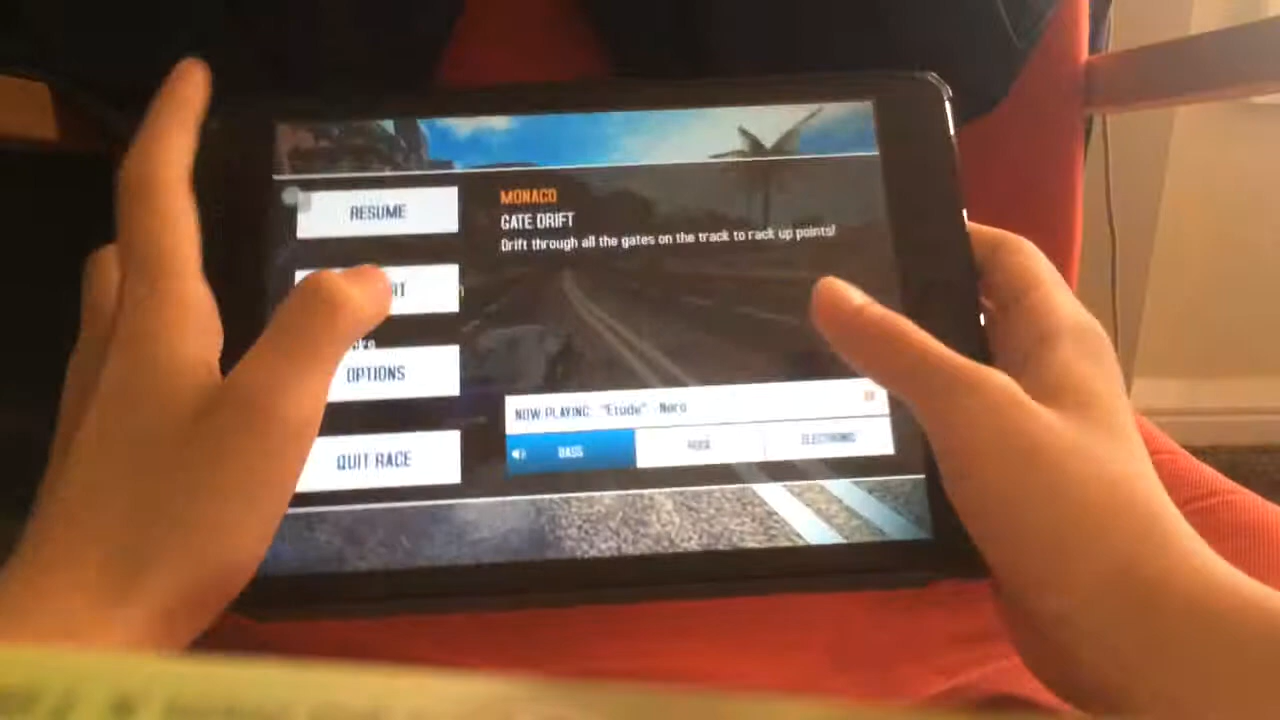 MONACO
RESUME
GATE DRIFT
Drift through all the gates on the track to rack up points!
OPTIONS
NOW PLAYING: "Etude" - Nero
BASS
ELECTRONIC
QUIT RACE